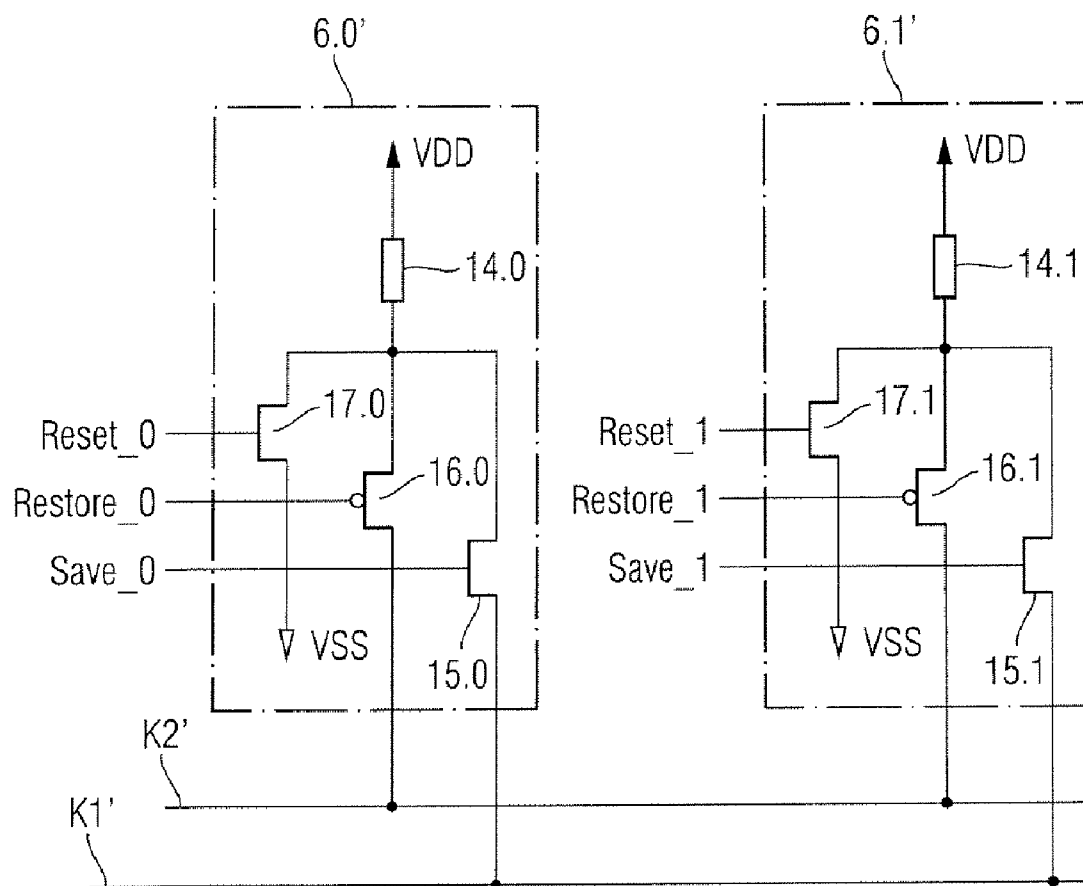 6.0' 6.1'
VDD VDD
14.0 14.1
17.0 17.1
Reset_0 Reset_1
16.0 16.1
Restore_0 Restore_1
Save_0 Save_1
VSS VSS
15.0 15.1
K2'
K1'